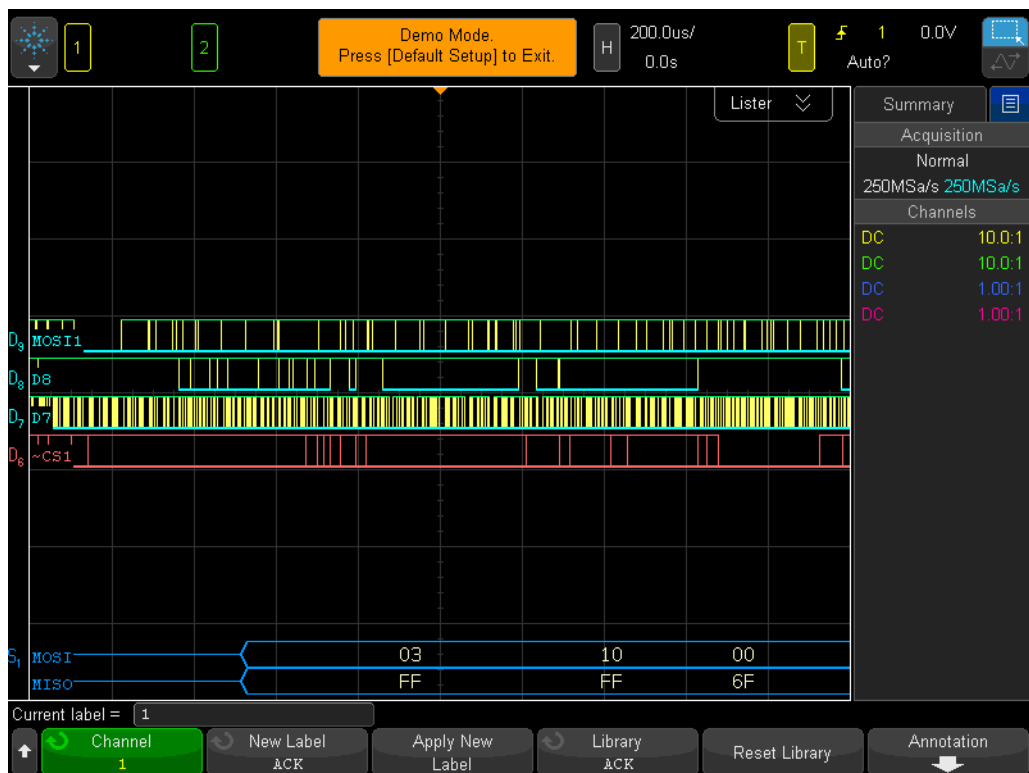 1
2
Demo Mode.
Press [Default Setup] to Exit.
H
200.0us/
0.0s
T
1
0.0V
Auto?
Lister
Summary
Acquisition
Normal
250MSa/s 250MSa/s
Channels
DC 10.0:1
DC 10.0:1
DC 1.00:1
DC 1.00:1
D9 MOSI1
D8 D8
D7 D7
D6 ~CS1
S1 MOSI 03 10 00
MISO FF FF 6F
Current label = 1
Channel
1
New Label
ACK
Apply New
Label
Library
ACK
Reset Library
Annotation